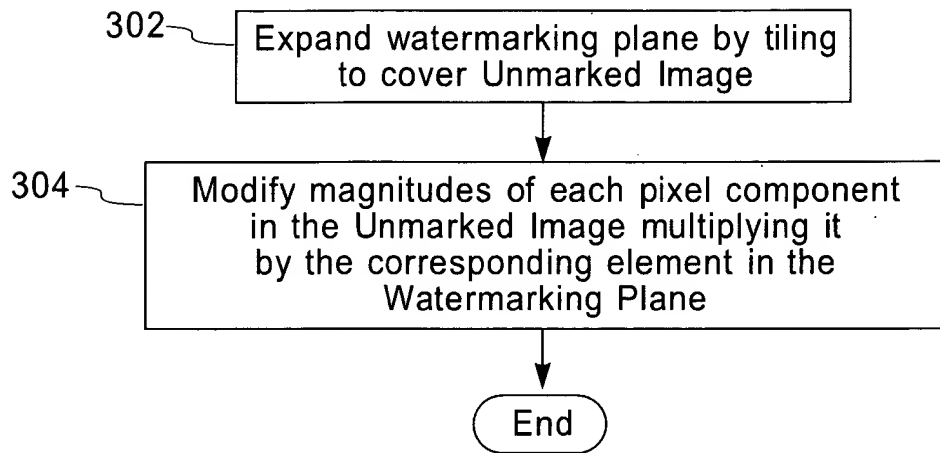 302
Expand watermarking plane by tiling
to cover Unmarked Image
304
Modify magnitudes of each pixel component
in the Unmarked Image multiplying it
by the corresponding element in the
Watermarking Plane
End